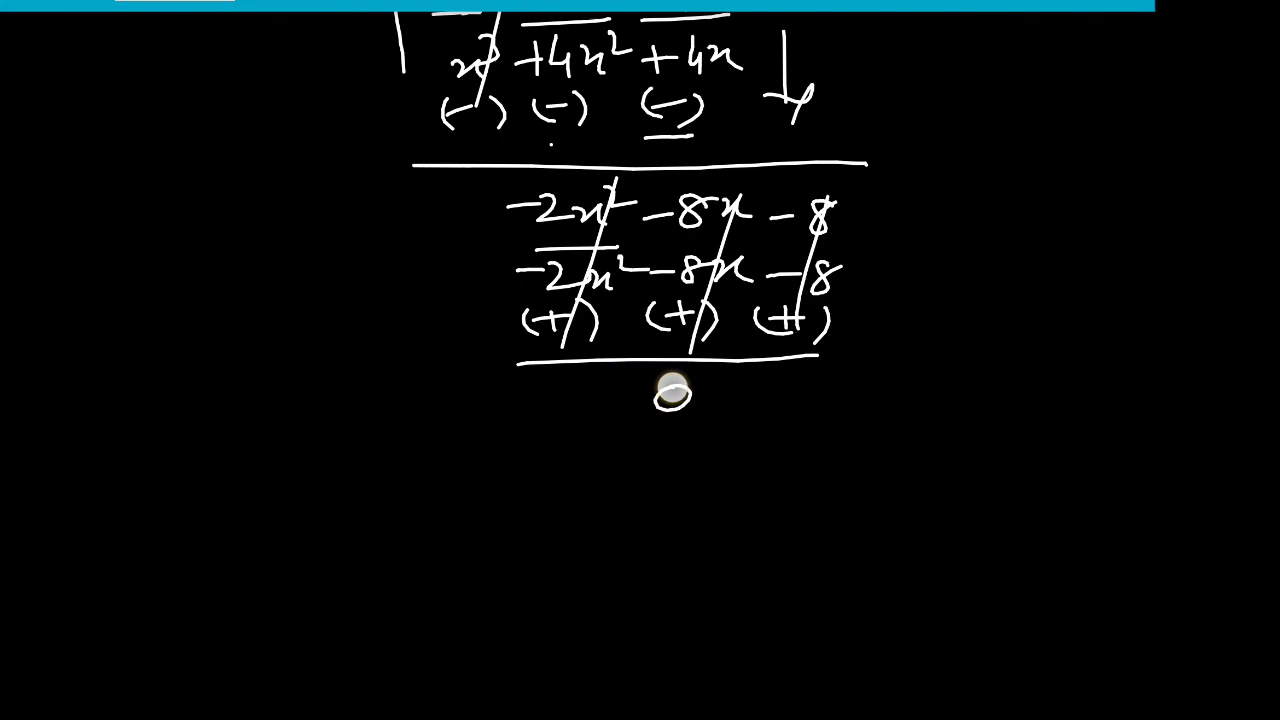 x³ +4x² +4x
(-) (-) (-)
-2x² -8x -8
-2x² -8x -8
(+) (+) (+)
0